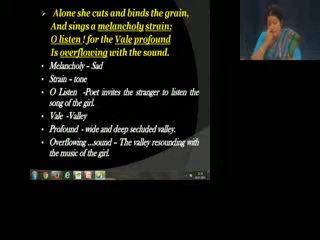 Alone she cuts and binds the grain,
And sings a melancholy strain;
O listen ! for the Vale profound
Is overflowing with the sound.
Melancholy – Sad
Strain – tone
O Listen -Poet invites the stranger to listen the
song of the girl.
Vale -Valley
Profound - wide and deep secluded valley.
Overflowing ...sound – The valley resounding with
the music of the girl.